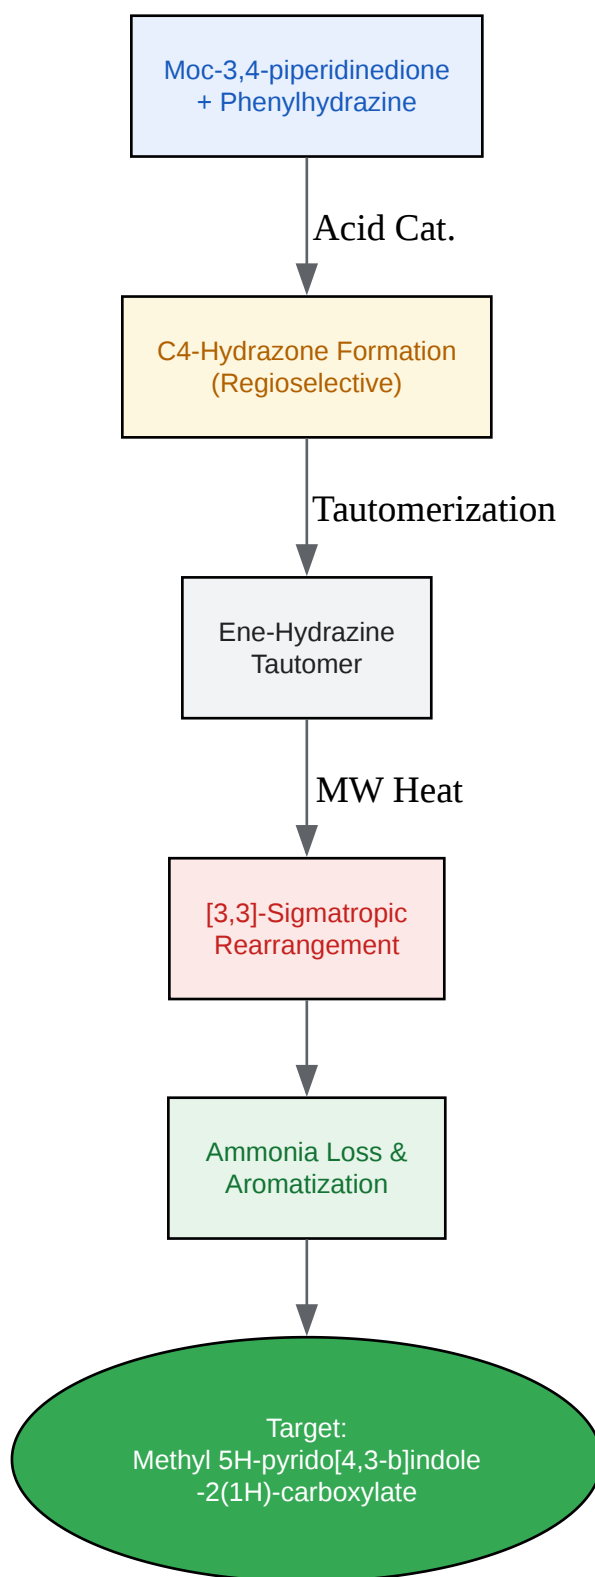 Moc-3,4-piperidinedione
+ Phenylhydrazine
Acid Cat.
C4-Hydrazone Formation
(Regioselective)
Tautomerization
Ene-Hydrazine
Tautomer
MW Heat
[3,3]-Sigmatropic
Rearrangement
Ammonia Loss &
Aromatization
Target:
Methyl 5H-pyrido[4,3-b]indole
-2(1H)-carboxylate